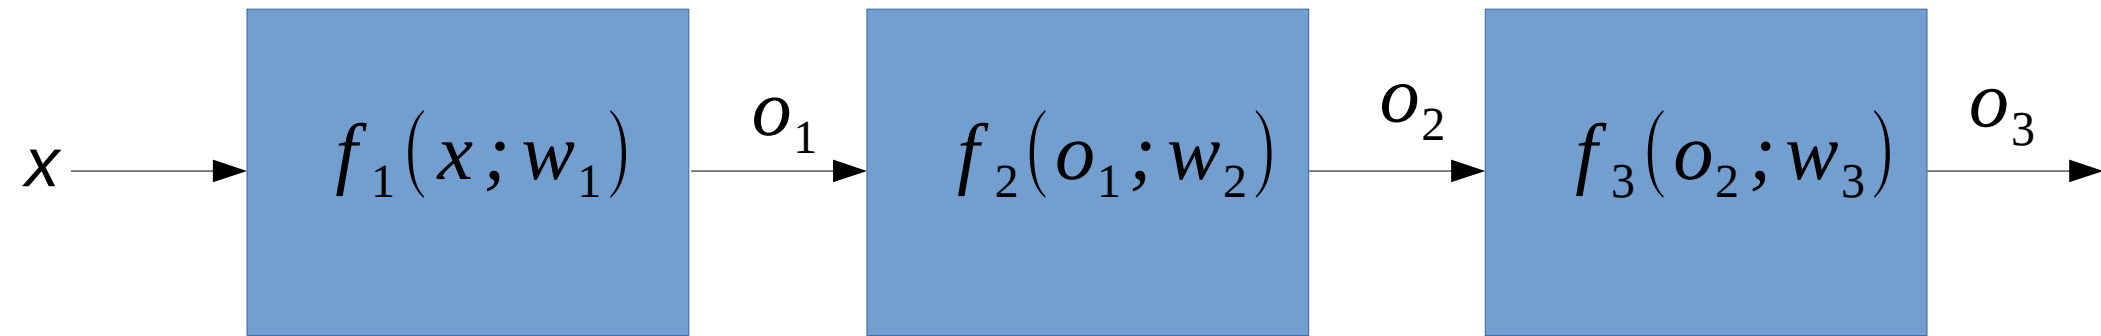 x f₁(x;w₁) o₁ f₂(o₁;w₂) o₂ f₃(o₂;w₃) o₃